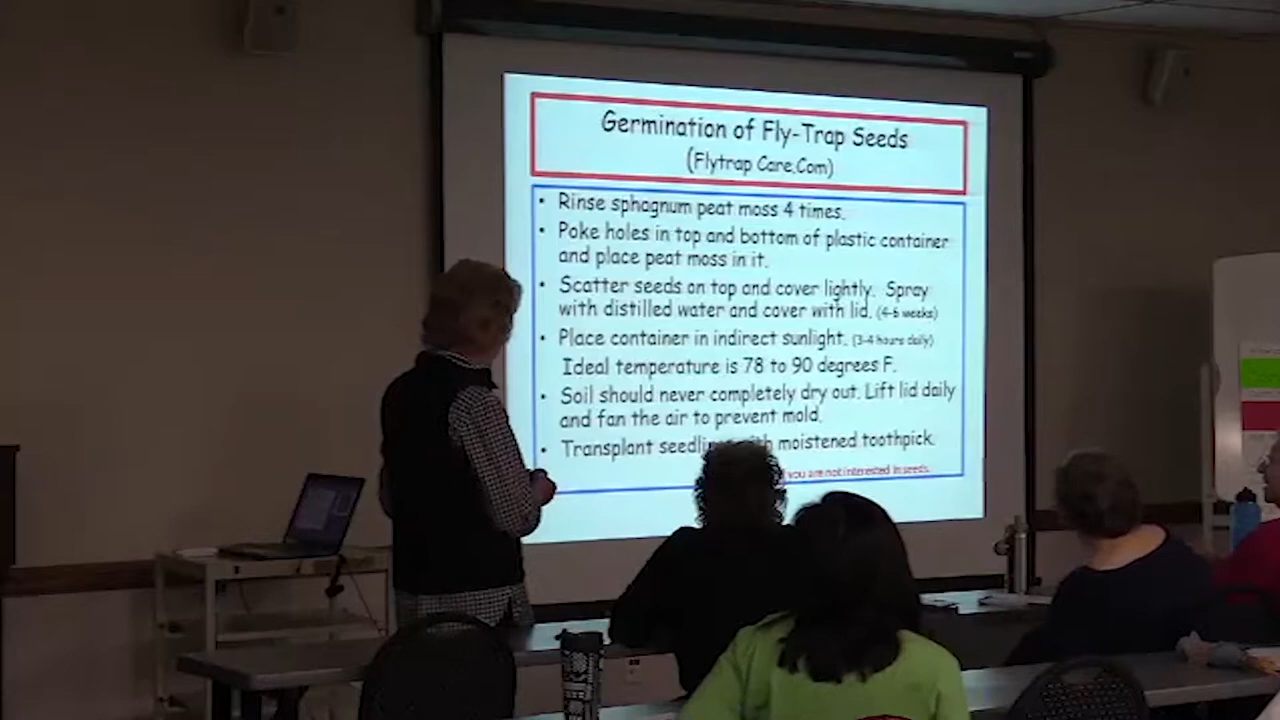 Germination of Fly-Trap Seeds
(Flytrap Care.Com)
• Rinse sphagnum peat moss 4 times.
• Poke holes in top and bottom of plastic container
and place peat moss in it.
• Scatter seeds on top and cover lightly. Spray
with distilled water and cover with lid. (4-6 weeks)
• Place container in indirect sunlight. (3-4 hours daily)
Ideal temperature is 78 to 90 degrees F.
• Soil should never completely dry out. Lift lid daily
and fan the air to prevent mold.
• Transplant moistened toothpick.
you are not interested in seeds.